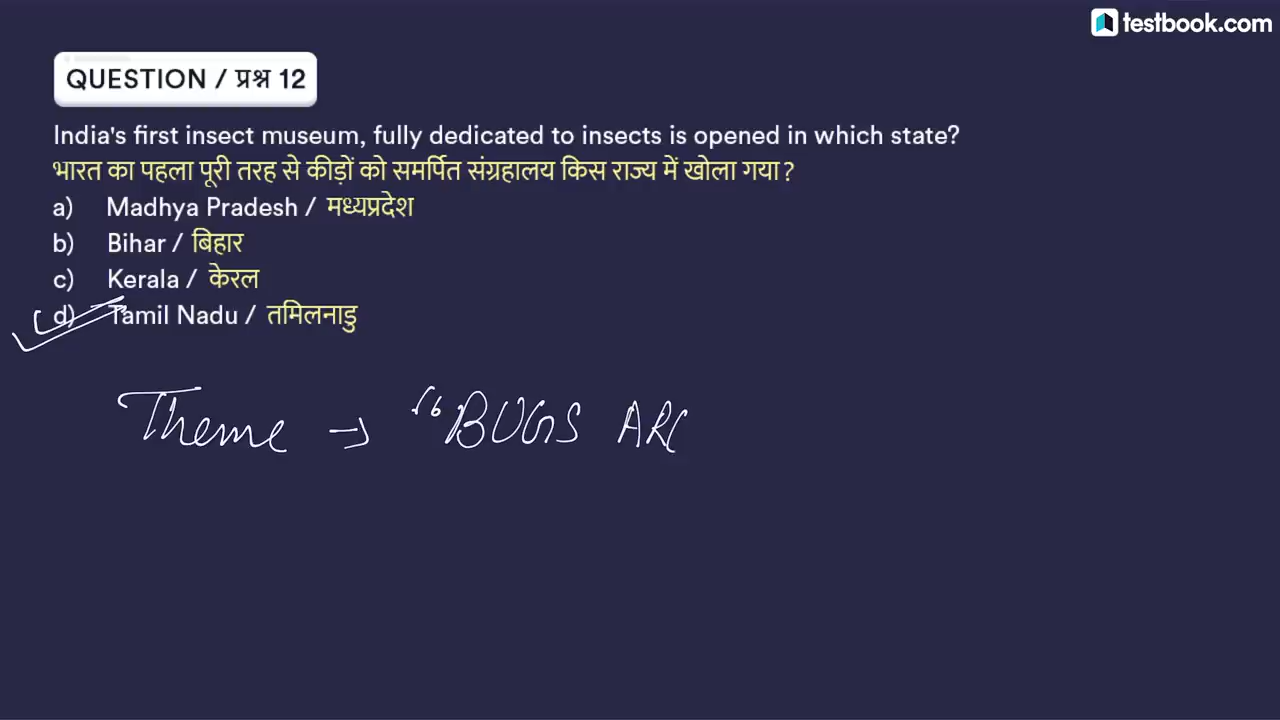 testbook.com
QUESTION / प्रश्न 12
India's first insect museum, fully dedicated to insects is opened in which state?
भारत का पहला पूरी तरह से कीड़ों को समर्पित संग्रहालय किस राज्य में खोला गया?
a) Madhya Pradesh / मध्यप्रदेश
b) Bihar / बिहार
c) Kerala / केरल
d) Tamil Nadu / तमिलनाडु
Theme → "BUGS